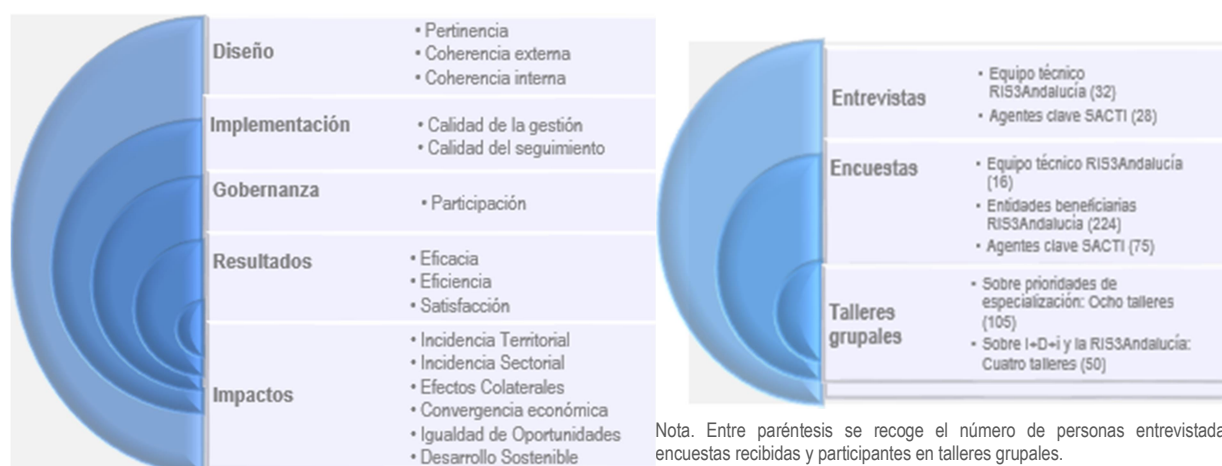 Diseño
• Pertinencia
• Coherencia externa
• Coherencia interna
Implementación
• Calidad de la gestión
• Calidad del seguimiento
Gobernanza
• Participación
Resultados
• Eficacia
• Eficiencia
• Satisfacción
Impactos
• Incidencia Territorial
• Incidencia Sectorial
• Efectos Colaterales
• Convergencia económica
• Igualdad de Oportunidades
• Desarrollo Sostenible
Entrevistas
• Equipo técnico
RIS3Andalucía (32)
• Agentes clave SACTI (28)
Encuestas
• Equipo técnico RIS3Andalucía
(16)
• Entidades beneficiarias
RIS3Andalucía (224)
• Agentes clave SACTI (75)
Talleres
grupales
• Sobre prioridades de
especialización: Ocho talleres
(105)
• Sobre I+D+i y la RIS3Andalucía:
Cuatro talleres (50)
Nota. Entre paréntesis se recoge el número de personas entrevistada
encuestas recibidas y participantes en talleres grupales.